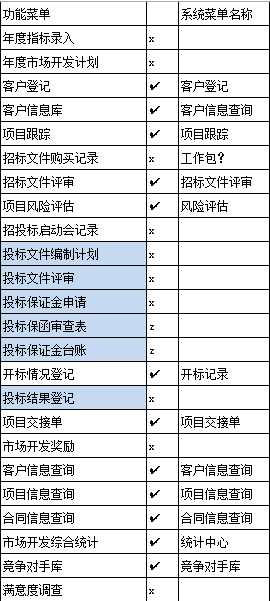 功能菜单 系统菜单名称
年度指标录入 x
年度市场开发计划 x
客户登记 ✔ 客户登记
客户信息库 ✔ 客户信息查询
项目跟踪 ✔ 项目跟踪
招标文件购买记录 x 工作包?
招标文件评审 ✔ 招标文件评审
项目风险评估 ✔ 风险评估
招投标启动会记录 x
投标文件编制计划 x
投标文件评审 x
投标保证金申请 x
投标保函审查表 z
投标保证金台账 z
开标情况登记 ✔ 开标记录
投标结果登记 x
项目交接单 ✔ 项目交接单
市场开发奖励 x
客户信息查询 ✔ 客户信息查询
项目信息查询 ✔ 项目信息查询
合同信息查询 ✔ 合同信息查询
市场开发综合统计 ✔ 统计中心
竞争对手库 ✔ 竞争对手库
满意度调查 x